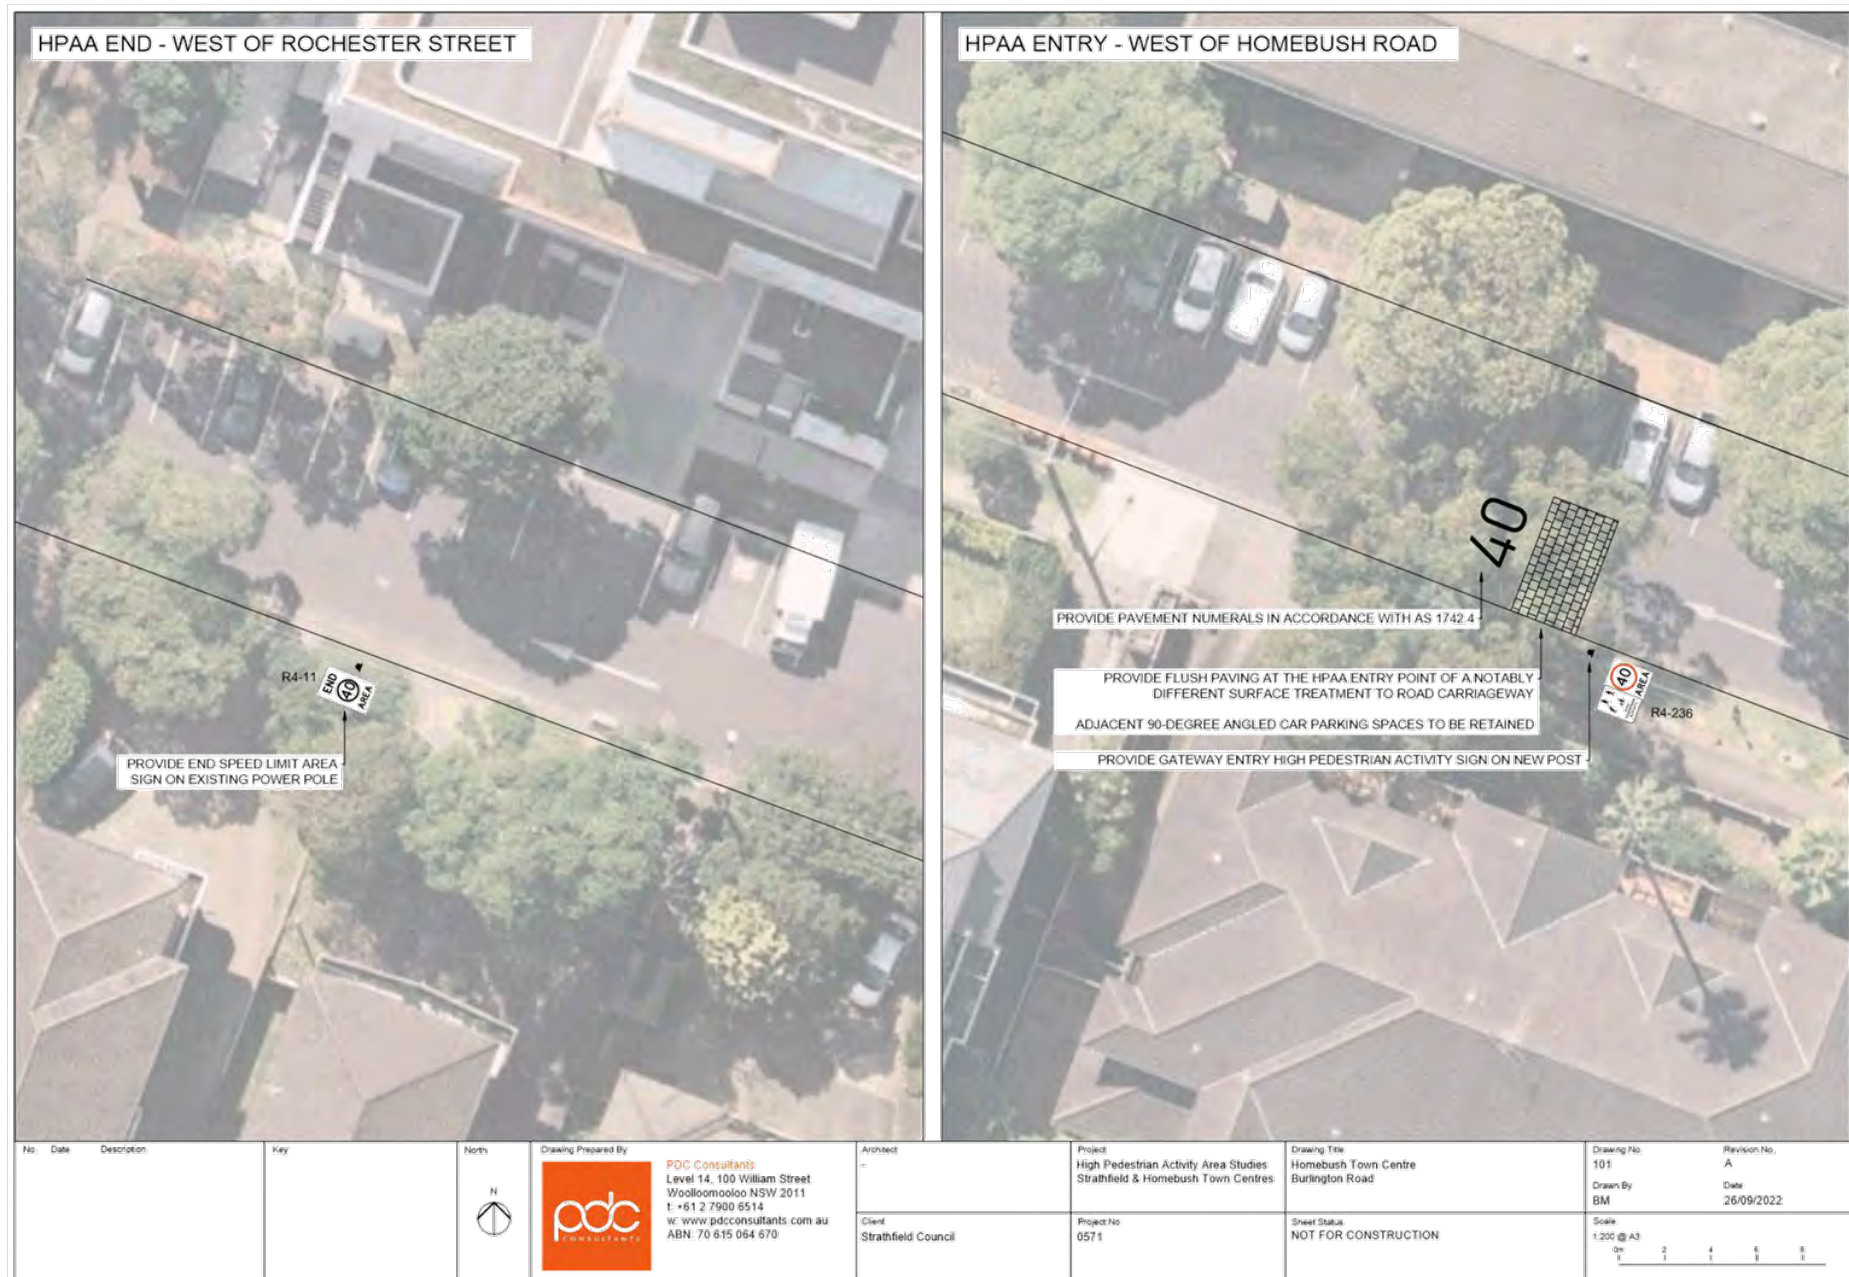 HPAA END - WEST OF ROCHESTER STREET
R4-11
END
40
AREA
PROVIDE END SPEED LIMIT AREA
SIGN ON EXISTING POWER POLE
HPAA ENTRY - WEST OF HOMEBUSH ROAD
40
PROVIDE PAVEMENT NUMERALS IN ACCORDANCE WITH AS 1742.4
PROVIDE FLUSH PAVING AT THE HPAA ENTRY POINT OF A NOTABLY
DIFFERENT SURFACE TREATMENT TO ROAD CARRIAGEWAY
ADJACENT 90-DEGREE ANGLED CAR PARKING SPACES TO BE RETAINED
PROVIDE GATEWAY ENTRY HIGH PEDESTRIAN ACTIVITY SIGN ON NEW POST
40
AREA
R4-236
No. Date Description
Key
North
N
Drawing Prepared By
pdc
CONSULTANTS
PDC Consultants
Level 14, 100 William Street
Woolloomooloo NSW 2011
t: +61 2 7900 6514
w: www.pdcconsultants.com.au
ABN: 70 615 064 670
Architect
-
Client
Strathfield Council
Project
High Pedestrian Activity Area Studies
Strathfield & Homebush Town Centres
Project No
0571
Drawing Title
Homebush Town Centre
Burlington Road
Sheet Status
NOT FOR CONSTRUCTION
Drawing No
101
Revision No.
A
Drawn By
BM
Date
26/09/2022
Scale
1:200 @ A3
0m 2 4 6 8